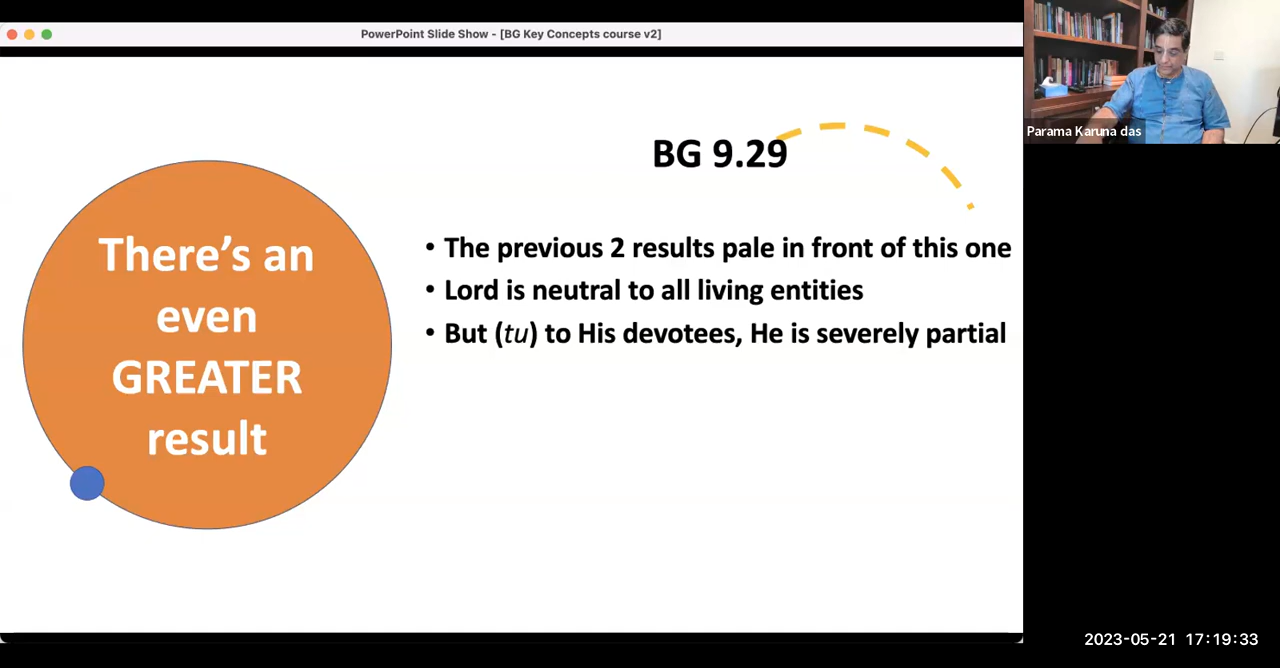 PowerPoint Slide Show - [BG Key Concepts course v2]
Parama Karuna das
BG 9.29
There’s an
even
GREATER
result
• The previous 2 results pale in front of this one
• Lord is neutral to all living entities
• But (tu) to His devotees, He is severely partial
2023-05-21 17:19:33